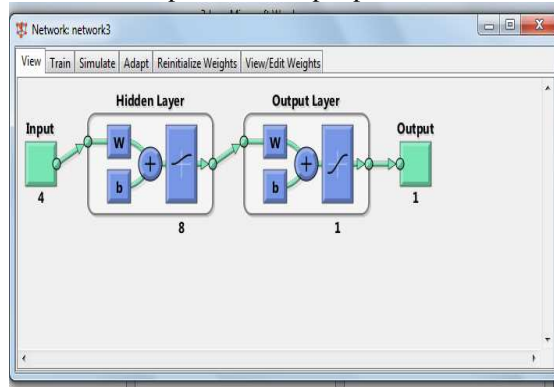 Network: network3
View Train Simulate Adapt Reinitialize Weights View/Edit Weights
Hidden Layer Output Layer
Input Output
W W
b b
4 1
8 1